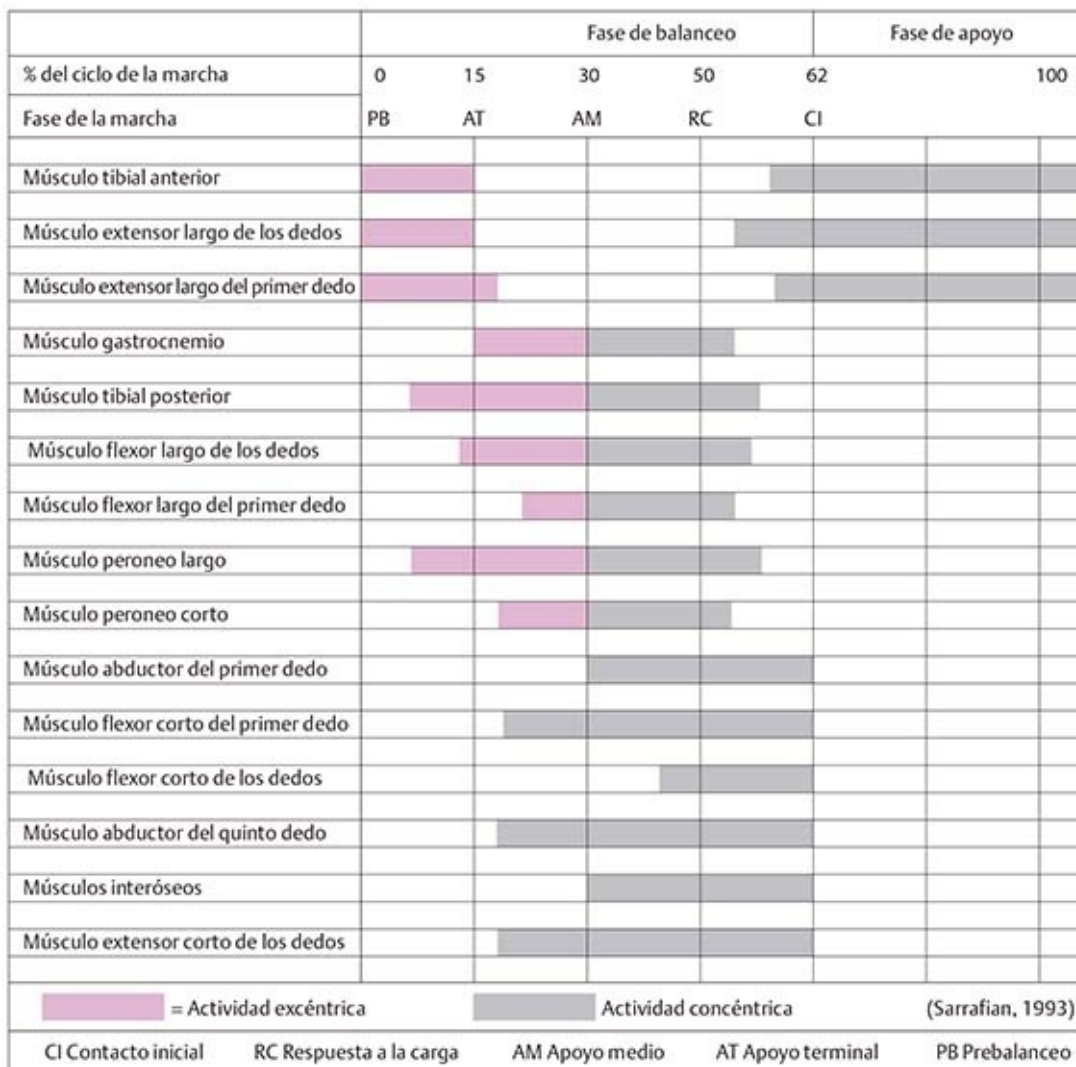 Fase de balanceo Fase de apoyo
% del ciclo de la marcha 0 15 30 50 62 100
Fase de la marcha PB AT AM RC CI
Músculo tibial anterior
Músculo extensor largo de los dedos
Músculo extensor largo del primer dedo
Músculo gastrocnemio
Músculo tibial posterior
Músculo flexor largo de los dedos
Músculo flexor largo del primer dedo
Músculo peroneo largo
Músculo peroneo corto
Músculo abductor del primer dedo
Músculo flexor corto del primer dedo
Músculo flexor corto de los dedos
Músculo abductor del quinto dedo
Músculos interóseos
Músculo extensor corto de los dedos
= Actividad excéntrica Actividad concéntrica (Sarrafian, 1993)
CI Contacto inicial RC Respuesta a la carga AM Apoyo medio AT Apoyo terminal PB Prebalanceo